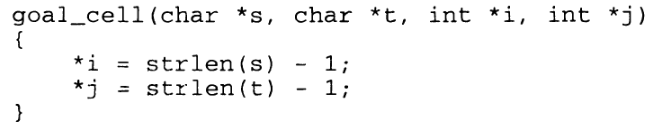 goal_cell(char *s, char *t, int *i, int *j)
{
    *i = strlen(s) - 1;
    *j = strlen(t) - 1;
}